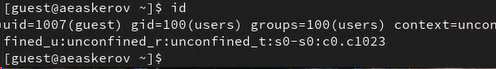 [guest@aeaskerov ~]$ id
uid=1007(guest) gid=100(users) groups=100(users) context=uncon
fined_u:unconfined_r:unconfined_t:s0-s0:c0.c1023
[guest@aeaskerov ~]$